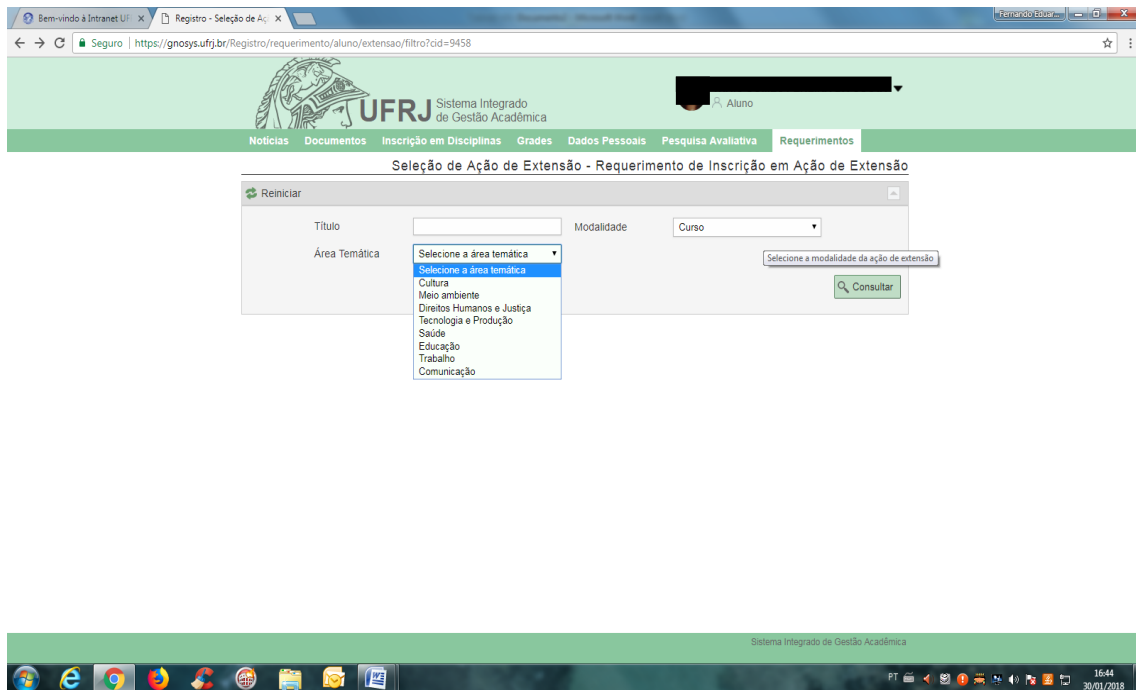 Bem-vindo à Intranet UF
Registro - Seleção de Aç
Fernando Eduar...
Seguro | https://gnosys.ufrj.br/Registro/requerimento/aluno/extensao/filtro?cid=9458
UFRJ Sistema Integrado
de Gestão Acadêmica
Aluno
Notícias Documentos Inscrição em Disciplinas Grades Dados Pessoais Pesquisa Avaliativa Requerimentos
Seleção de Ação de Extensão - Requerimento de Inscrição em Ação de Extensão
Reiniciar
Título Modalidade Curso
Área Temática Selecione a área temática
Selecione a modalidade da ação de extensão
Selecione a área temática
Cultura
Meio ambiente
Consultar
Direitos Humanos e Justiça
Tecnologia e Produção
Saúde
Educação
Trabalho
Comunicação
Sistema Integrado de Gestão Acadêmica
PT
16:44
30/01/2018